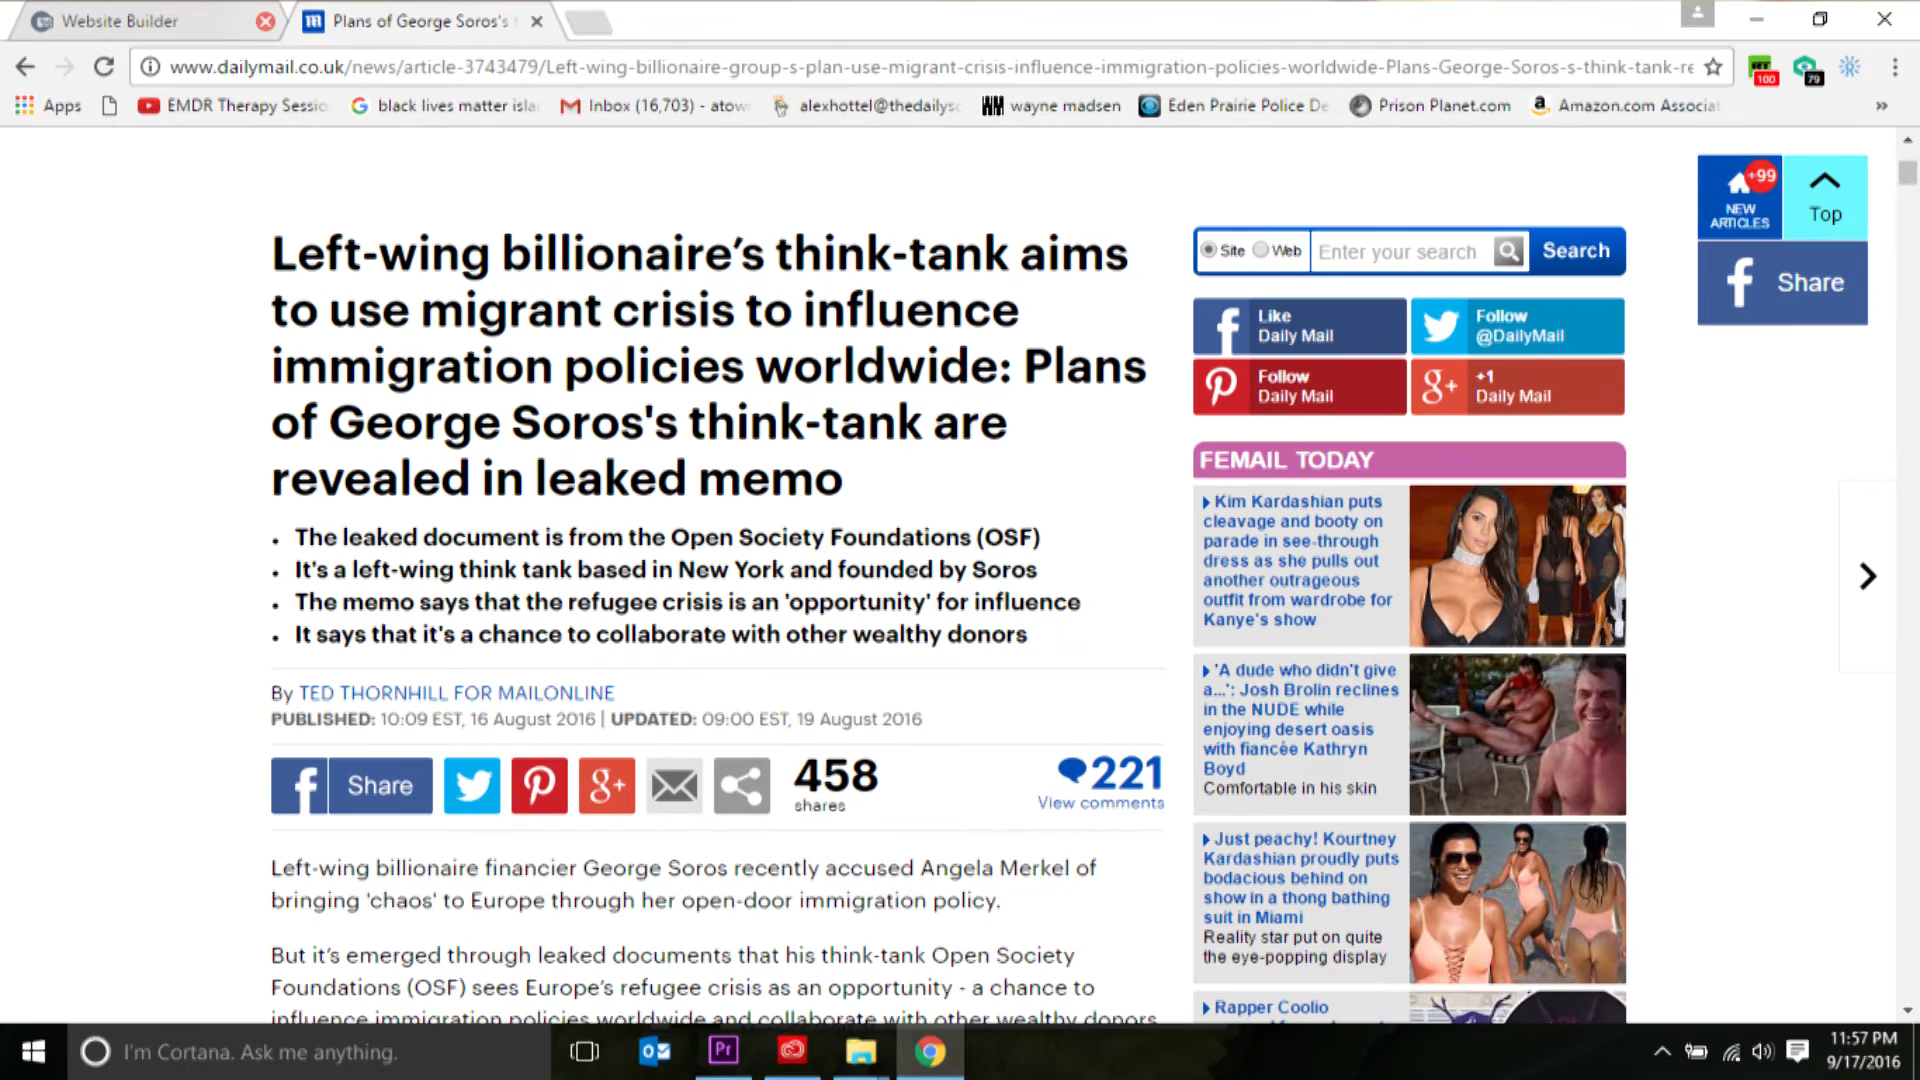 Website Builder
Plans of George Soros's
www.dailymail.co.uk/news/article-3743479/Left-wing-billionaire-group-s-plan-use-migrant-crisis-influence-immigration-policies-worldwide-Plans-George-Soros-s-think-tank-re
100
79
Apps
EMDR Therapy Sessio
black lives matter isla
Inbox (16,703) - atow
alexhottel@thedailys
wayne madsen
Eden Prairie Police De
Prison Planet.com
Amazon.com Associat
+99
NEW
ARTICLES
Top
Share
Left-wing billionaire's think-tank aims
to use migrant crisis to influence
immigration policies worldwide: Plans
of George Soros's think-tank are
revealed in leaked memo
• The leaked document is from the Open Society Foundations (OSF)
• It's a left-wing think tank based in New York and founded by Soros
• The memo says that the refugee crisis is an 'opportunity' for influence
• It says that it's a chance to collaborate with other wealthy donors
By TED THORNHILL FOR MAILONLINE
PUBLISHED: 10:09 EST, 16 August 2016 | UPDATED: 09:00 EST, 19 August 2016
Share
458
shares
221
View comments
Left-wing billionaire financier George Soros recently accused Angela Merkel of
bringing 'chaos' to Europe through her open-door immigration policy.
But it's emerged through leaked documents that his think-tank Open Society
Foundations (OSF) sees Europe's refugee crisis as an opportunity - a chance to
influence immigration policies worldwide and collaborate with other wealthy donors
Site Web Enter your search Search
Like
Daily Mail
Follow
@DailyMail
Follow
Daily Mail
+1
Daily Mail
FEMAIL TODAY
Kim Kardashian puts
cleavage and booty on
parade in see-through
dress as she pulls out
another outrageous
outfit from wardrobe for
Kanye's show
'A dude who didn't give
a...': Josh Brolin reclines
in the NUDE while
enjoying desert oasis
with fiancée Kathryn
Boyd
Comfortable in his skin
Just peachy! Kourtney
Kardashian proudly puts
bodacious behind on
show in a thong bathing
suit in Miami
Reality star put on quite
the eye-popping display
Rapper Coolio
I'm Cortana. Ask me anything.
Pr
11:57 PM
9/17/2016